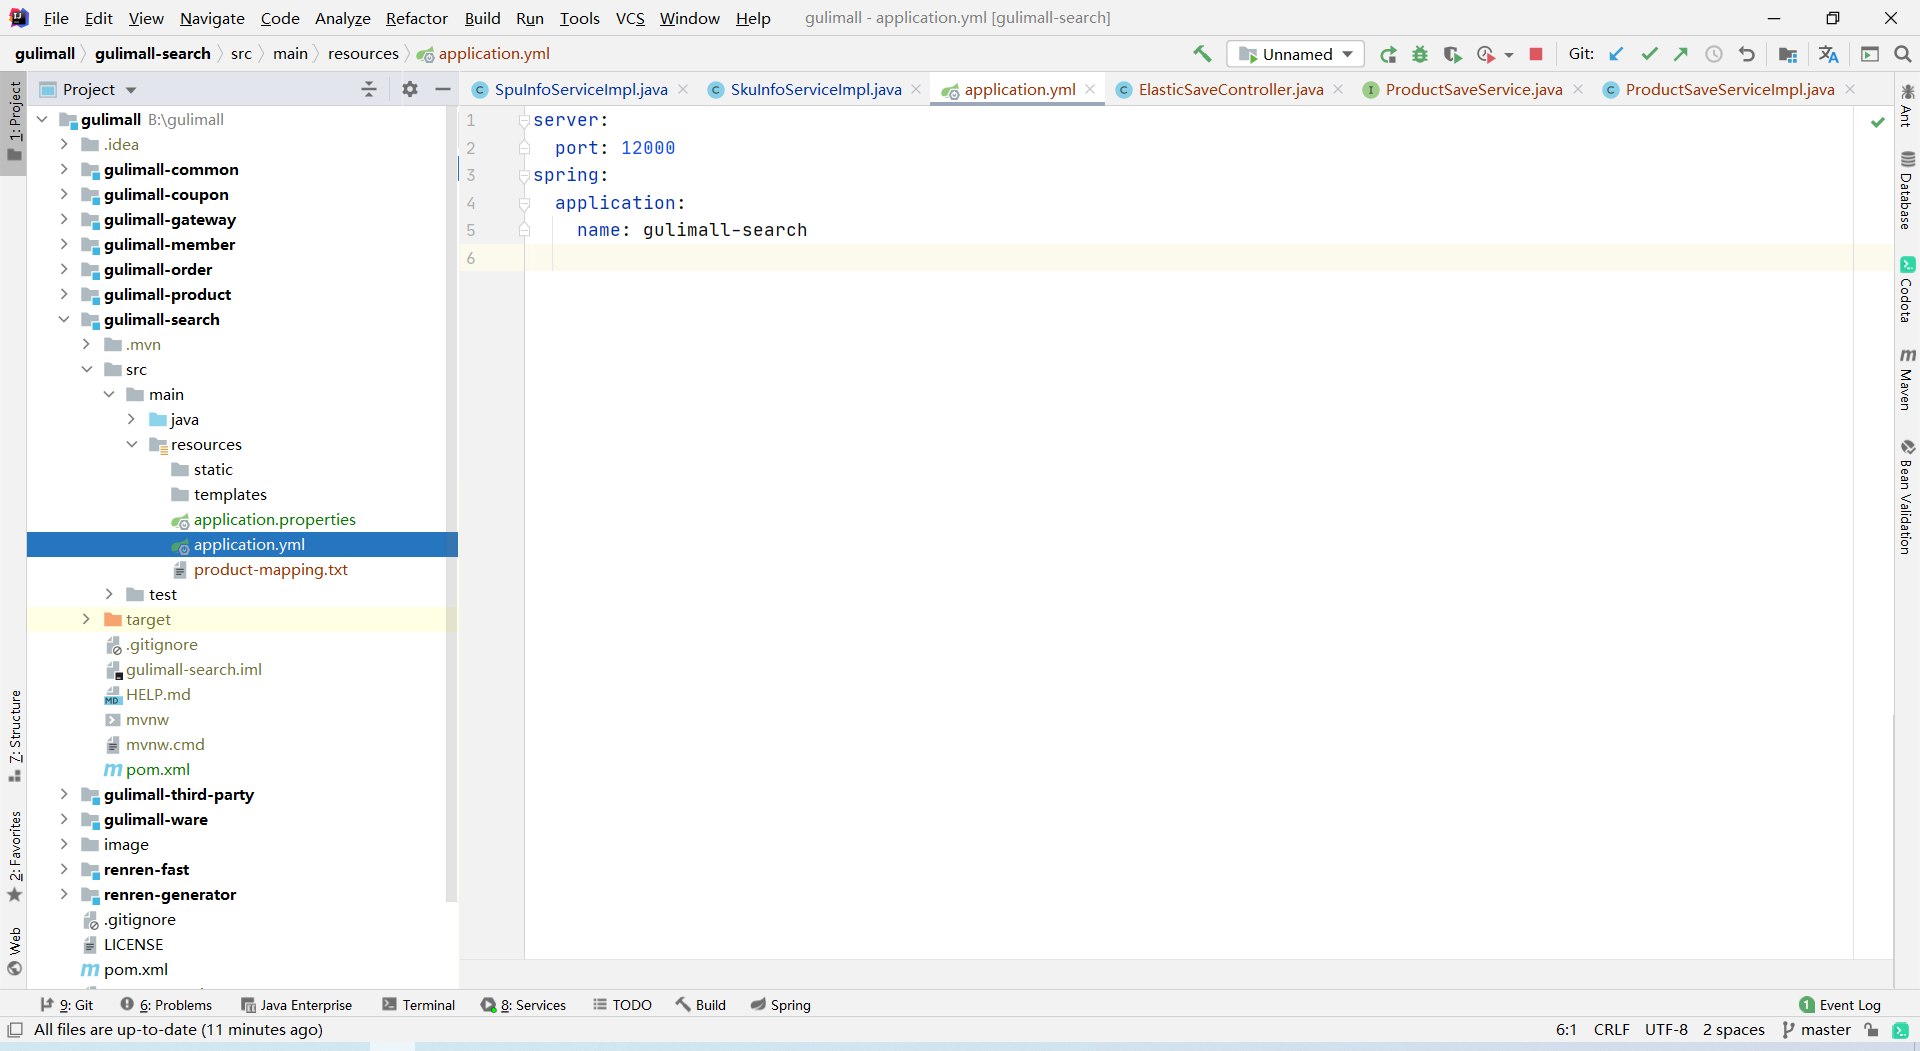 File Edit View Navigate Code Analyze Refactor Build Run Tools VCS Window Help gulimall - application.yml [gulimall-search]
gulimall gulimall-search src main resources application.yml Unnamed Git:
Project SpuInfoServiceImpl.java SkuInfoServiceImpl.java application.yml ElasticSaveController.java ProductSaveService.java ProductSaveServiceImpl.java
1: Project
7: Structure
2: Favorites
Web
gulimall B:\gulimall
.idea
gulimall-common
gulimall-coupon
gulimall-gateway
gulimall-member
gulimall-order
gulimall-product
gulimall-search
.mvn
src
main
java
resources
static
templates
application.properties
application.yml
product-mapping.txt
test
target
.gitignore
gulimall-search.iml
HELP.md
mvnw
mvnw.cmd
pom.xml
gulimall-third-party
gulimall-ware
image
renren-fast
renren-generator
.gitignore
LICENSE
pom.xml
1 server:
2 port: 12000
3 spring:
4 application:
5 name: gulimall-search
6
Ant
Database
Codota
Maven
Bean Validation
9: Git 6: Problems Java Enterprise Terminal 8: Services TODO Build Spring 1 Event Log
All files are up-to-date (11 minutes ago) 6:1 CRLF UTF-8 2 spaces master